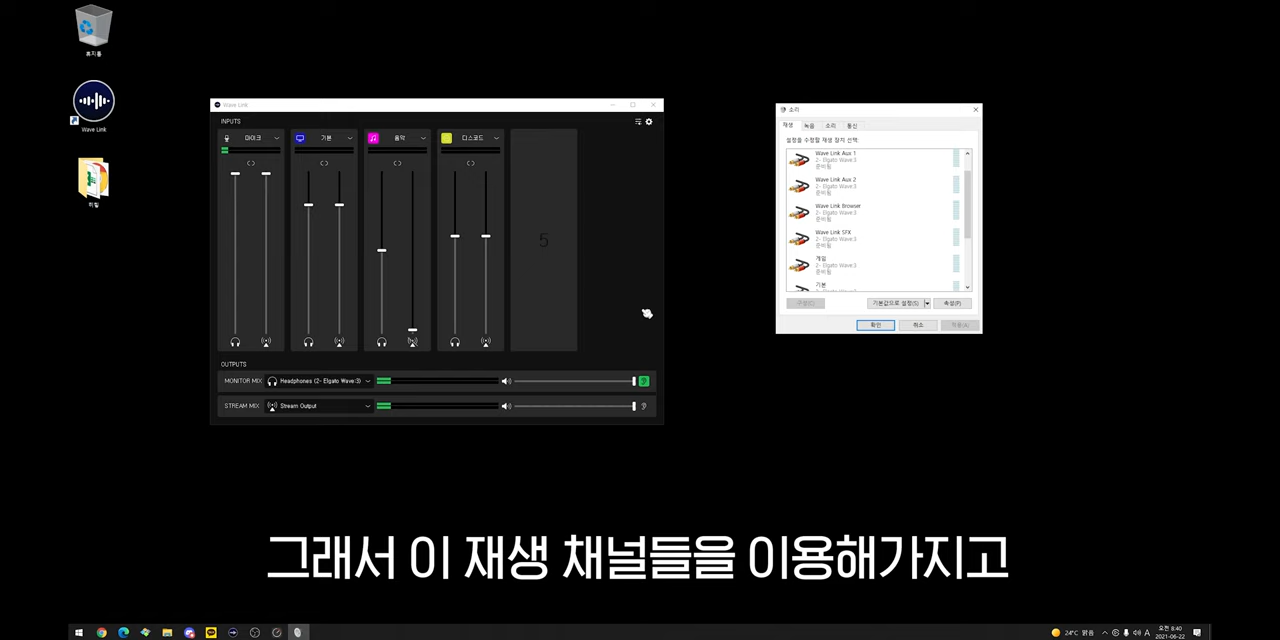 휴지통
Wave Link
Wave Link
INPUTS
마이크
기본
음악
디스코드
5
OUTPUTS
MONITOR MIX
Headphones (2- Elgato Wave:3)
STREAM MIX
Stream Output
소리
재생
녹음
소리
통신
설정을 수정할 재생 장치 선택:
Wave Link Aux 1
2- Elgato Wave:3
준비됨
Wave Link Aux 2
2- Elgato Wave:3
준비됨
Wave Link Browser
2- Elgato Wave:3
준비됨
Wave Link SFX
2- Elgato Wave:3
준비됨
게임
2- Elgato Wave:3
준비됨
기본
구성(C)
기본값으로 설정(S)
속성(P)
확인
취소
적용(A)
그래서 이 재생 채널들을 이용해가지고
24°C 맑음
A
오전 8:40
2021-06-22